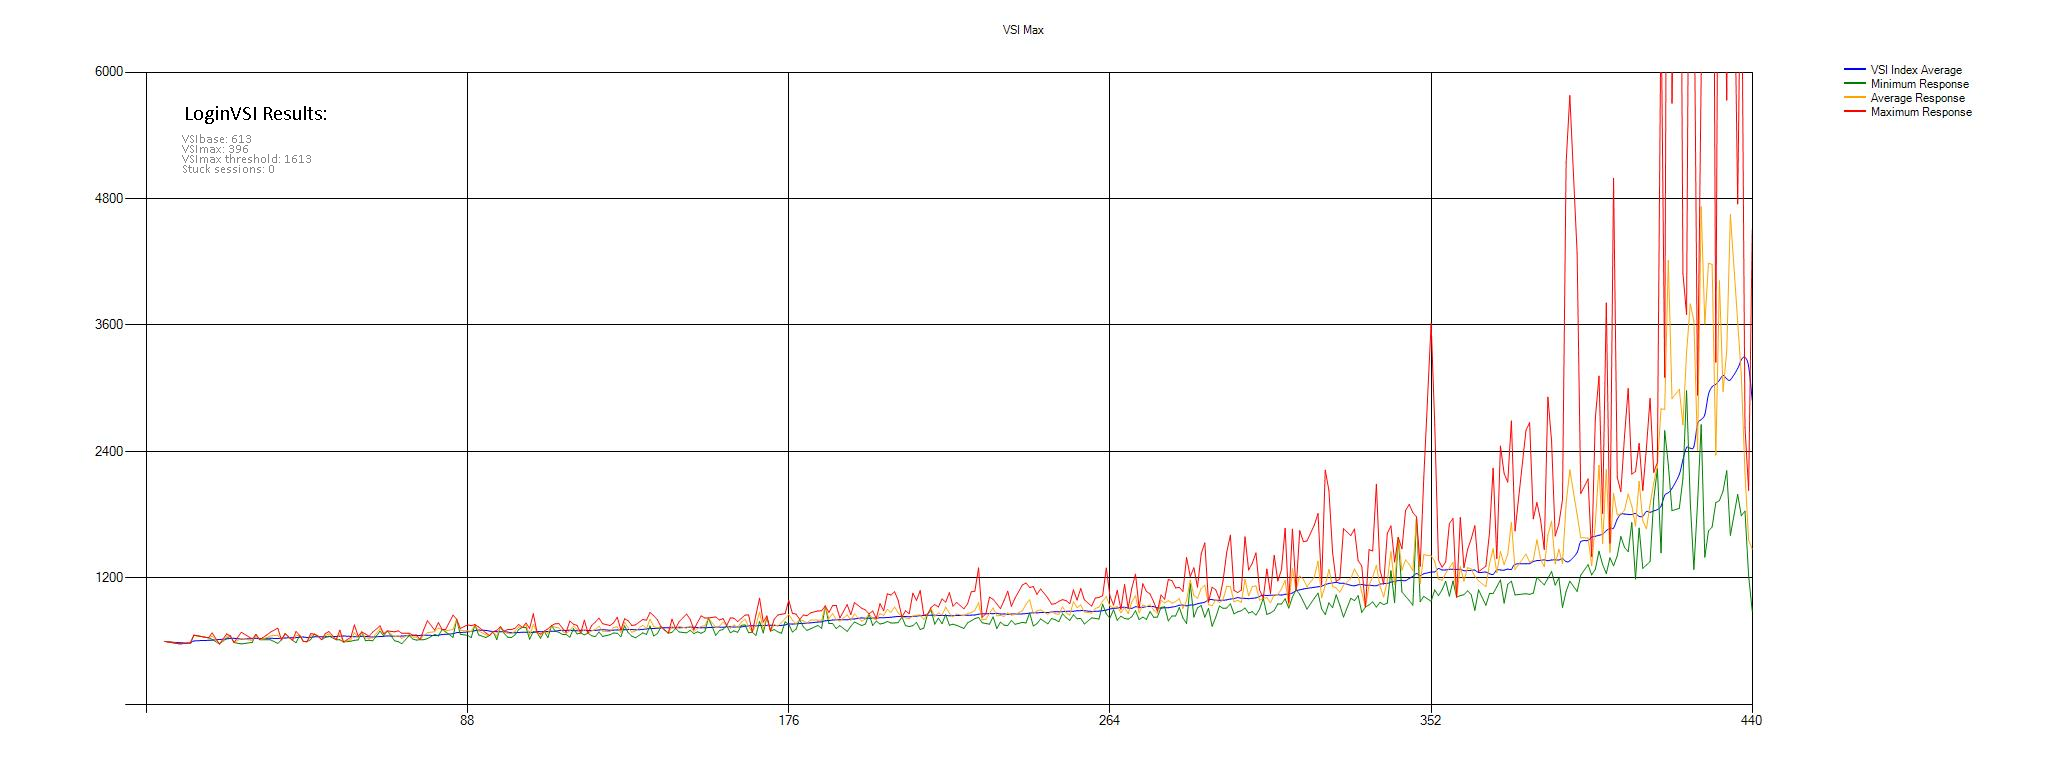 VSI Max
6000
4800
3600
2400
1200
88
176
264
352
440
LoginVSI Results:
VSIbase: 613
VSImax: 396
VSImax threshold: 1613
Stuck sessions: 0
VSI Index Average
Minimum Response
Average Response
Maximum Response